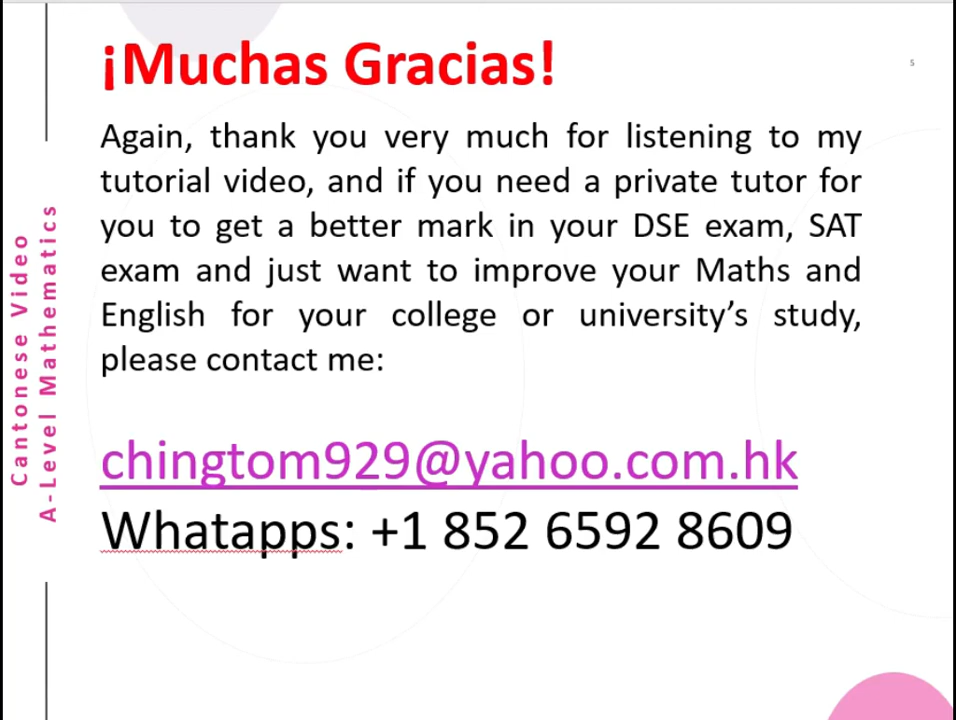 ¡Muchas Gracias!
5
Again, thank you very much for listening to my
tutorial video, and if you need a private tutor for
you to get a better mark in your DSE exam, SAT
exam and just want to improve your Maths and
English for your college or university’s study,
please contact me:
chingtom929@yahoo.com.hk
Whatapps: +1 852 6592 8609
Cantonese Video
A-Level Mathematics